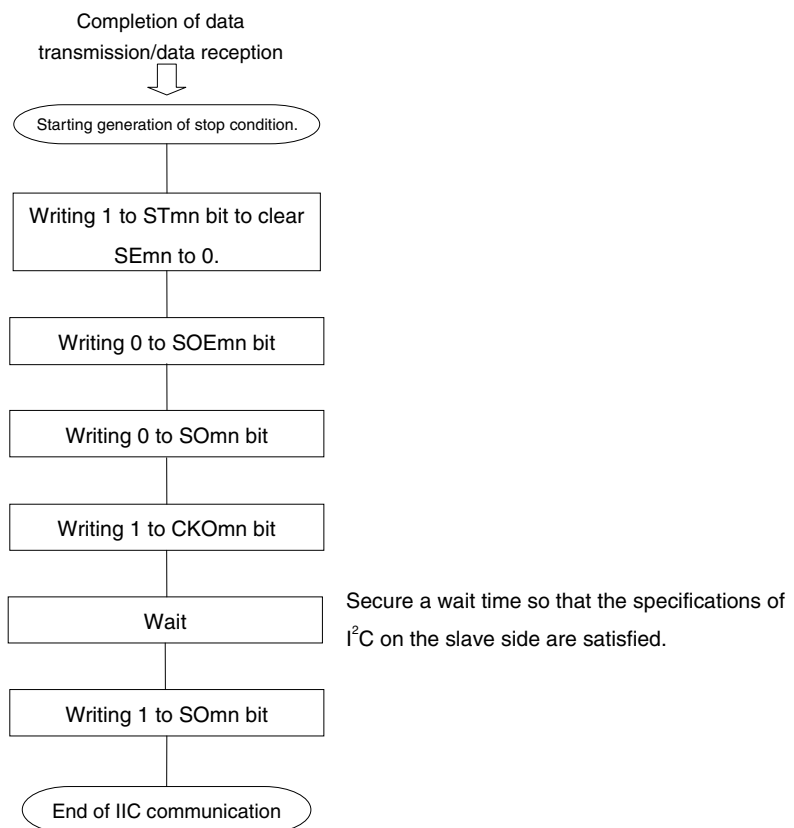 Completion of data
transmission/data reception
Starting generation of stop condition.
Writing 1 to STmn bit to clear
SEmn to 0.
Writing 0 to SOEmn bit
Writing 0 to SOmn bit
Writing 1 to CKOmn bit
Wait
Secure a wait time so that the specifications of
I²C on the slave side are satisfied.
Writing 1 to SOmn bit
End of IIC communication